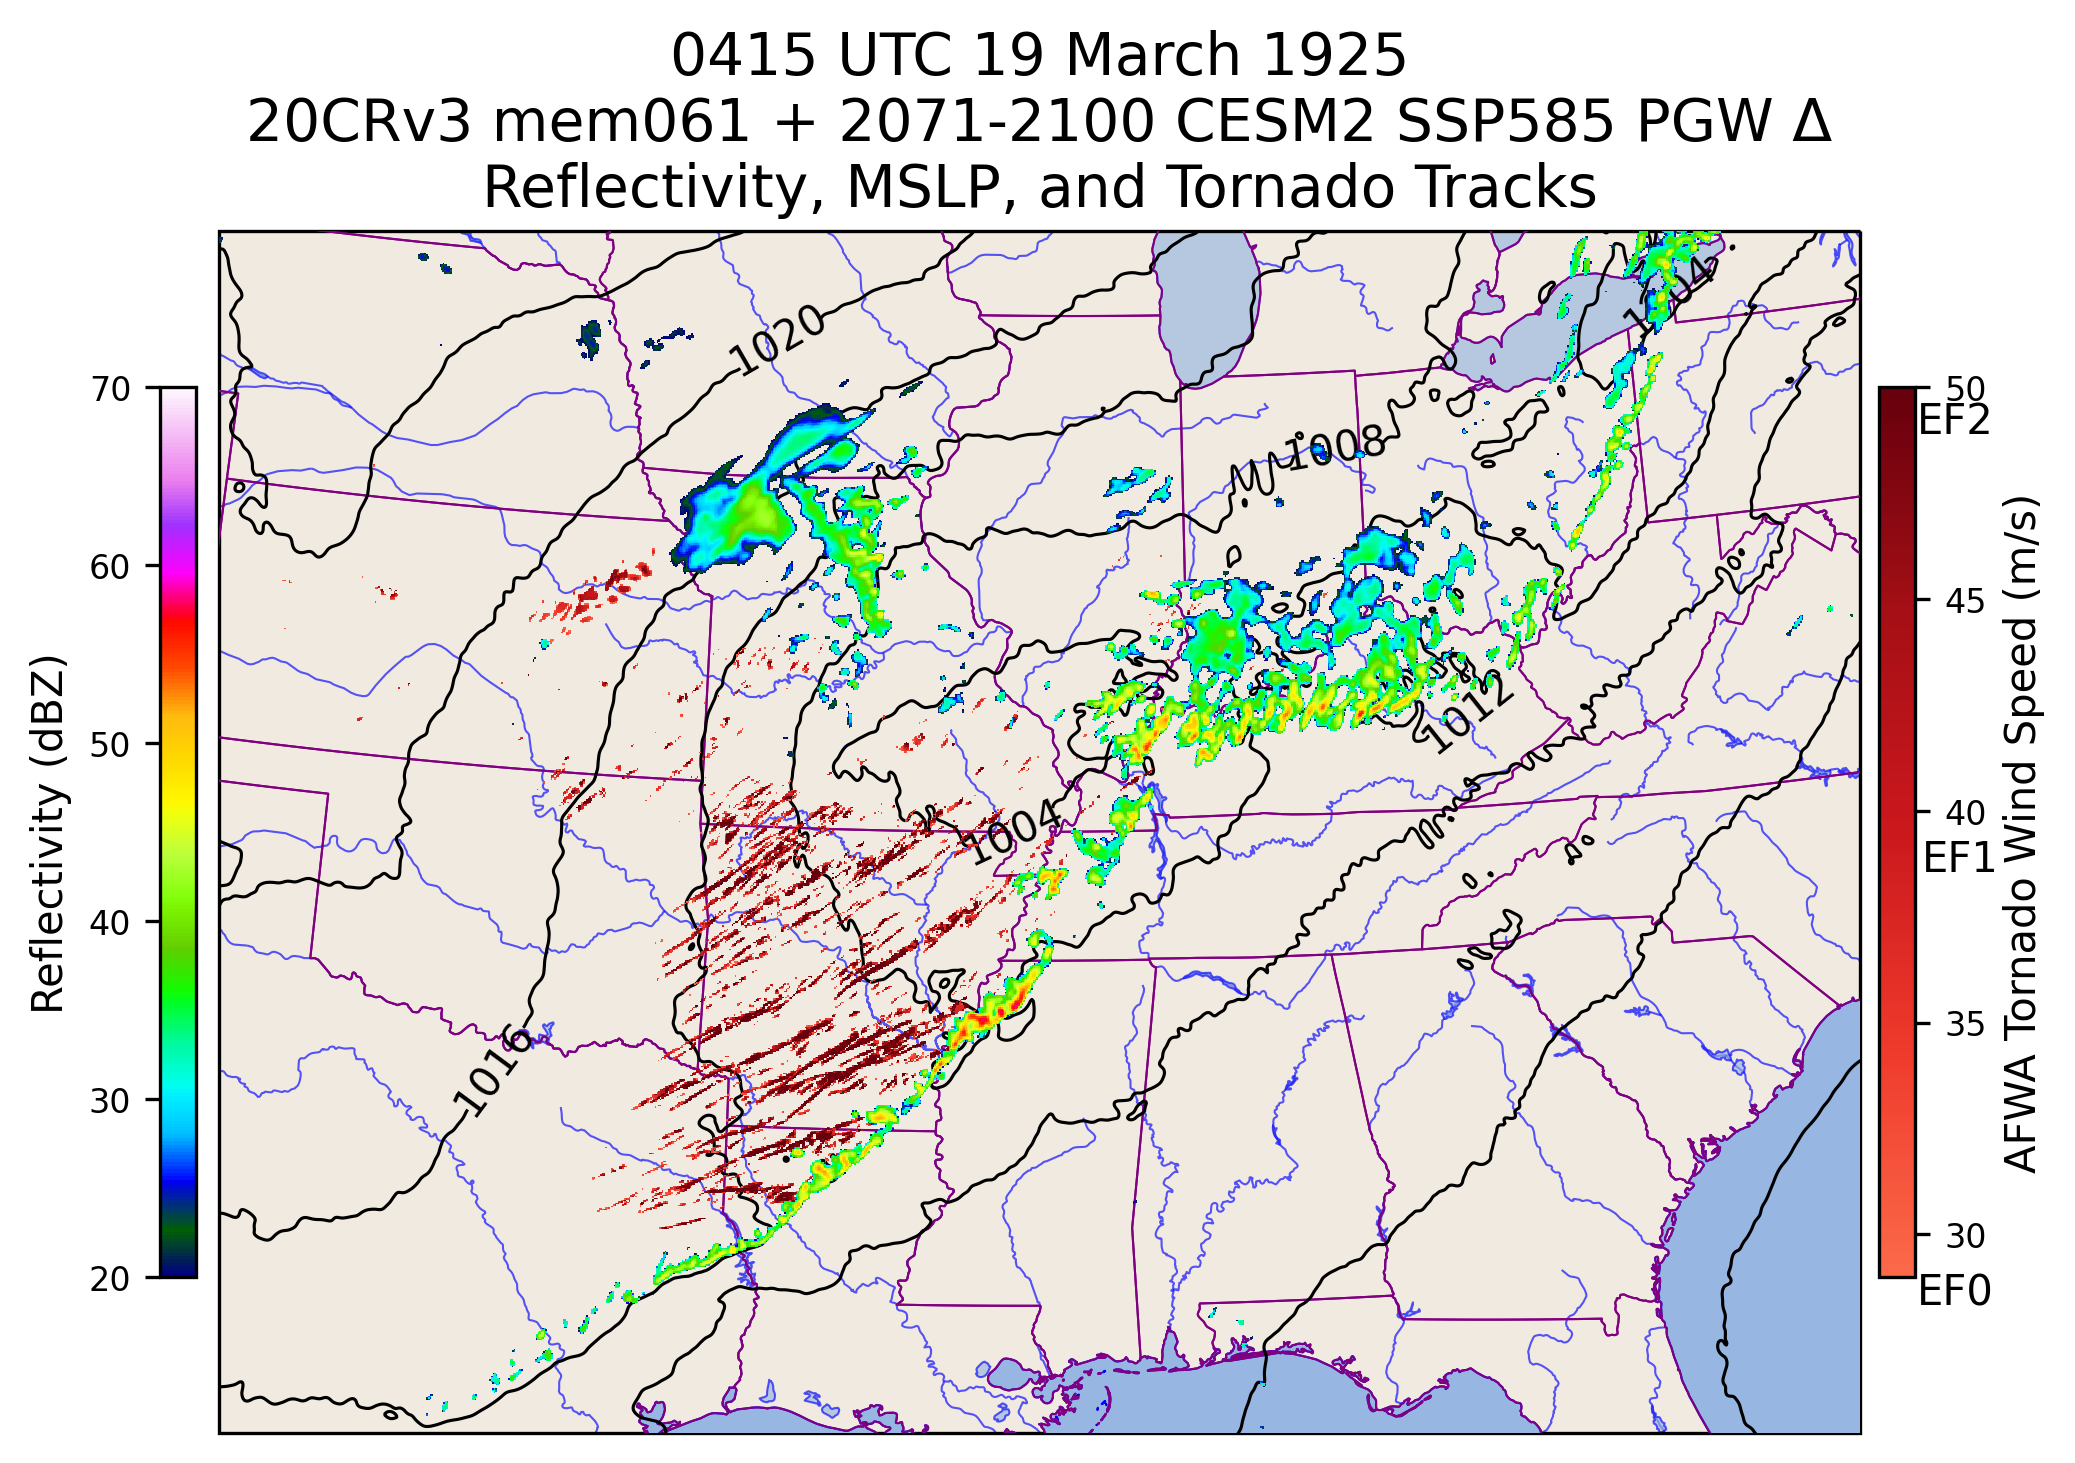 0415 UTC 19 March 1925
20CRv3 mem061 + 2071-2100 CESM2 SSP585 PGW Δ
Reflectivity, MSLP, and Tornado Tracks
Reflectivity (dBZ)
70
60
50
40
30
20
1020
1004
1008
1012
1004
1016
50
EF2
45
40
EF1
35
30
EF0
AFWA Tornado Wind Speed (m/s)